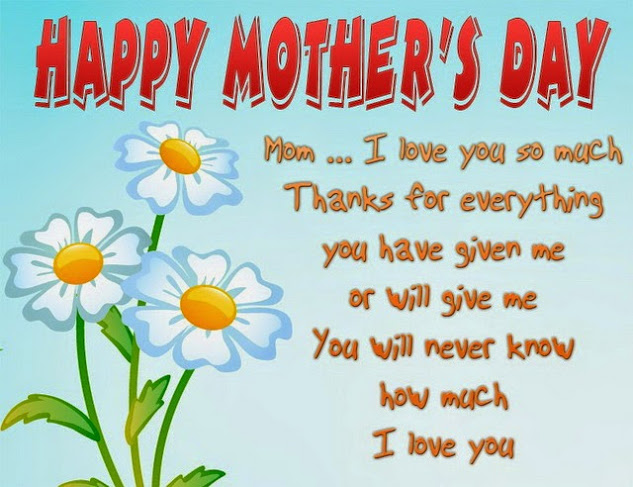 HAPPY MOTHER'S DAY
Mom ... I love you so much
Thanks for everything
you have given me
or will give me
You will never know
how much
I love you